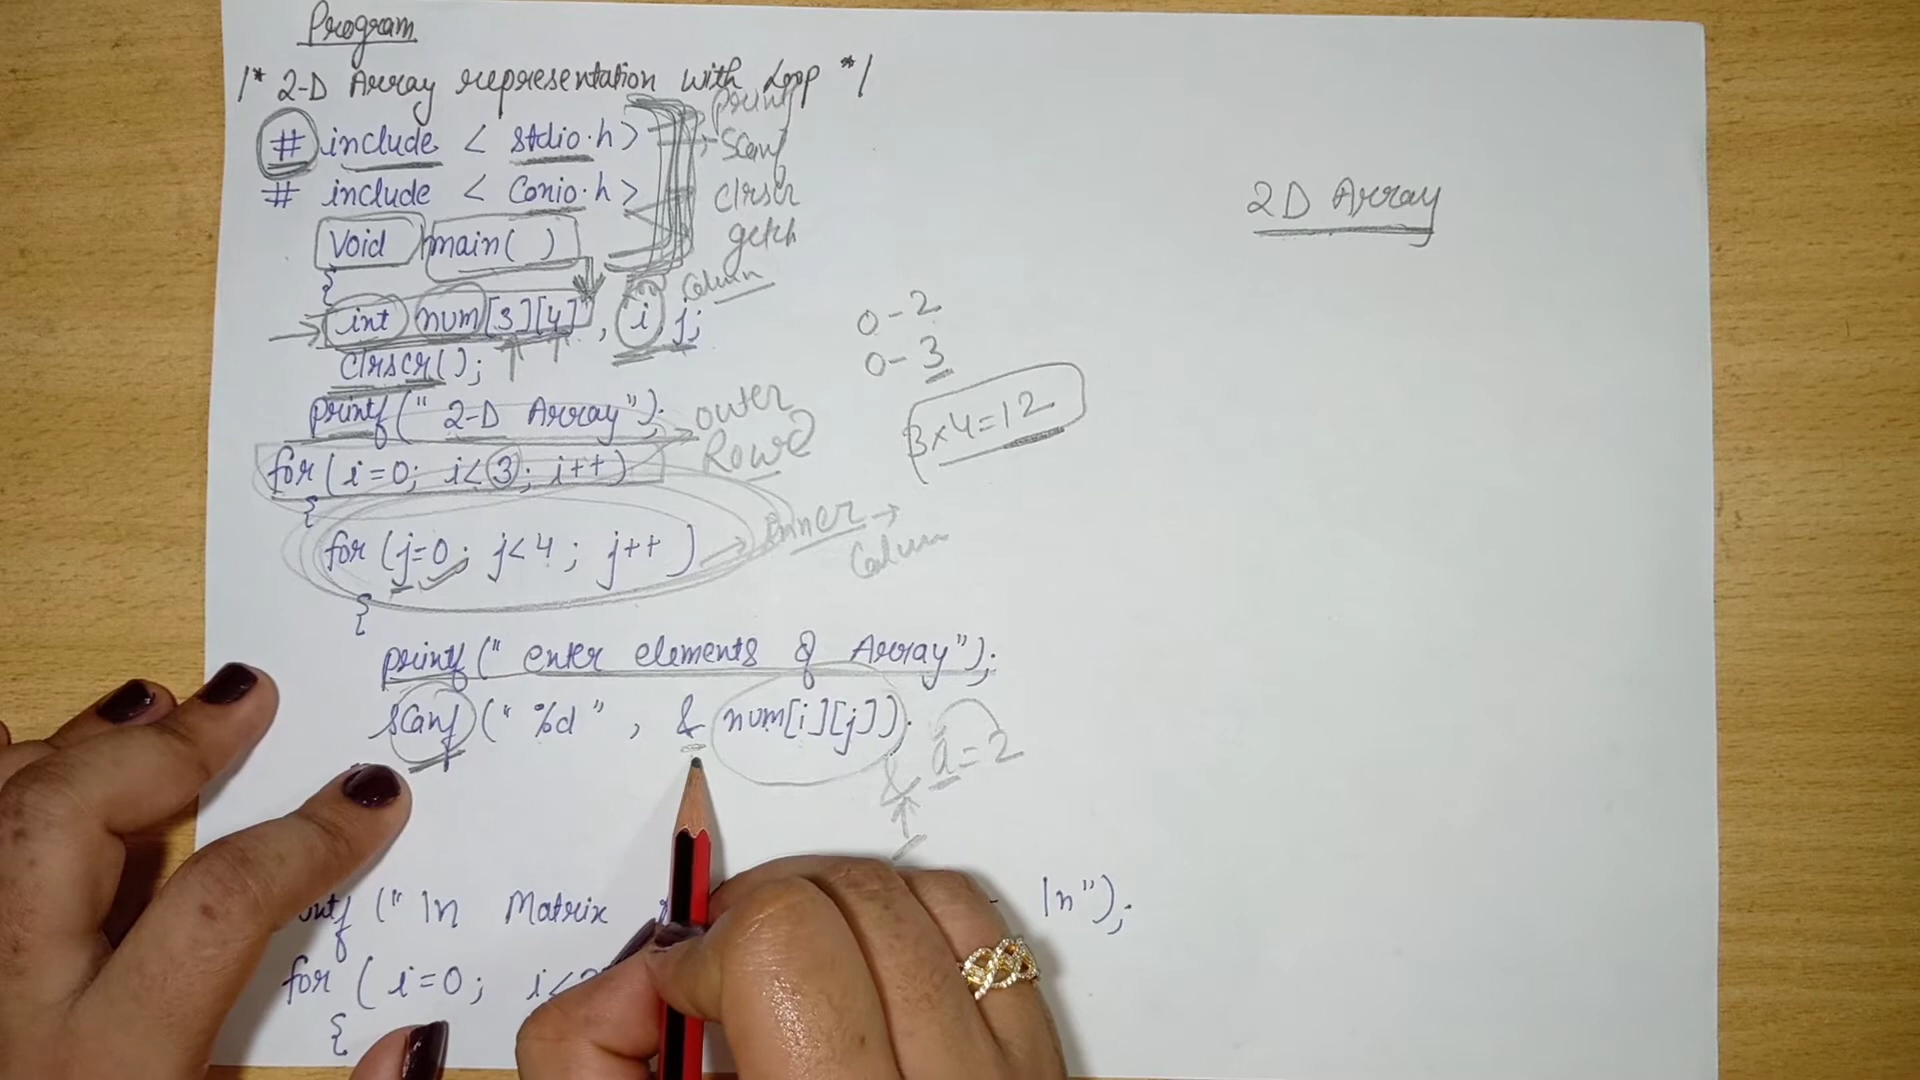 Program
/* 2-D Array representation with Loop */
# include < stdio.h > printf
scanf
# include < Conio.h > clrscr
getch
Void main( )
{
Column
int num[3][4], i, j;
clrscr();
printf(" 2-D Array");
outer
for (i=0; i<3; i++)
{
for (j=0; j<4; j++) → Inner →
{
printf(" enter elements of Array");
scanf(" %d ", & num[i][j]);
& a=2
(" \n Matrix \n");
for ( i=0; i<
{
0-2
0-3
3×4=12
2D Array